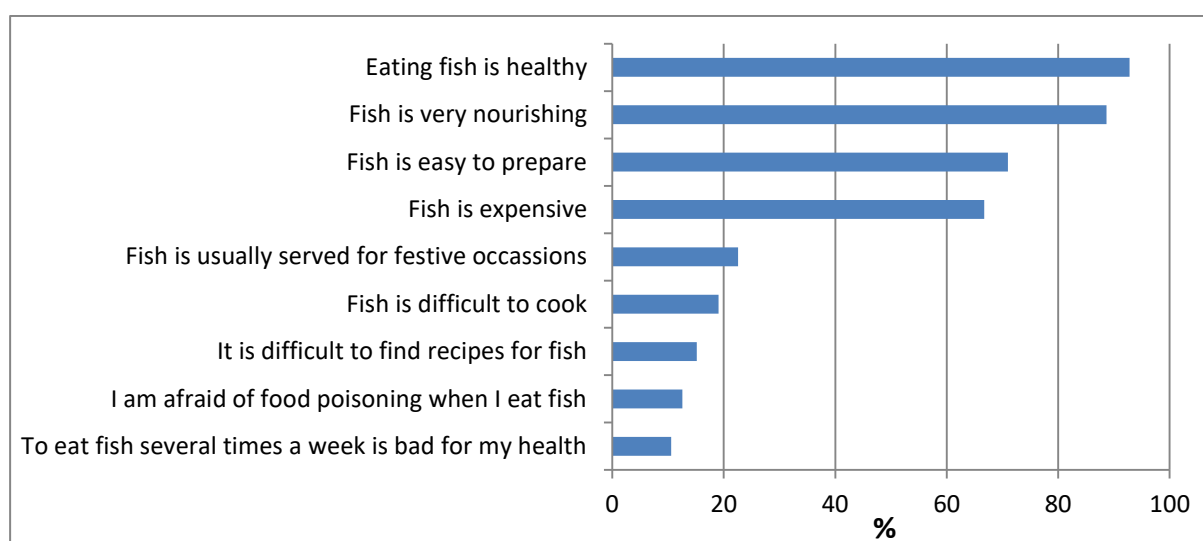 Eating fish is healthy
Fish is very nourishing
Fish is easy to prepare
Fish is expensive
Fish is usually served for festive occassions
Fish is difficult to cook
It is difficult to find recipes for fish
I am afraid of food poisoning when I eat fish
To eat fish several times a week is bad for my health
0 20 40 60 80 100
%